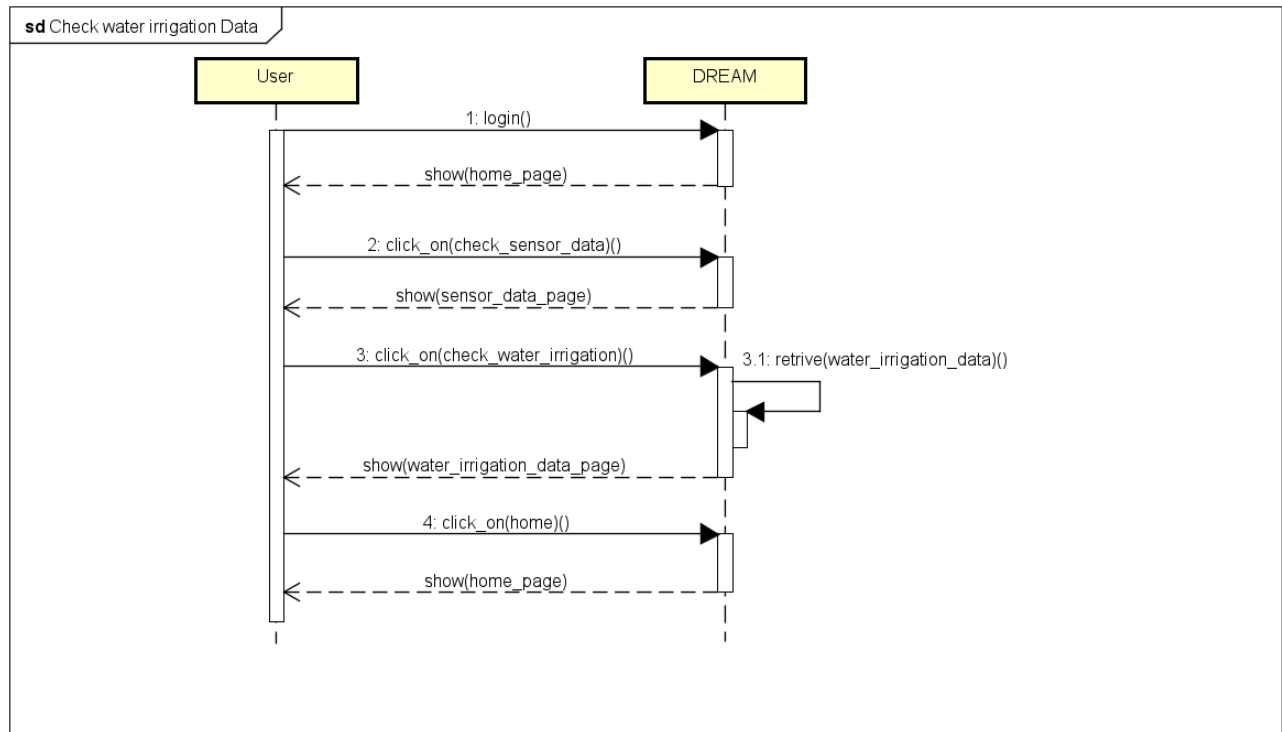 sd Check water irrigation Data
User
DREAM
1: login()
show(home_page)
2: click_on(check_sensor_data)()
show(sensor_data_page)
3: click_on(check_water_irrigation)()
3.1: retrive(water_irrigation_data)()
show(water_irrigation_data_page)
4: click_on(home)()
show(home_page)